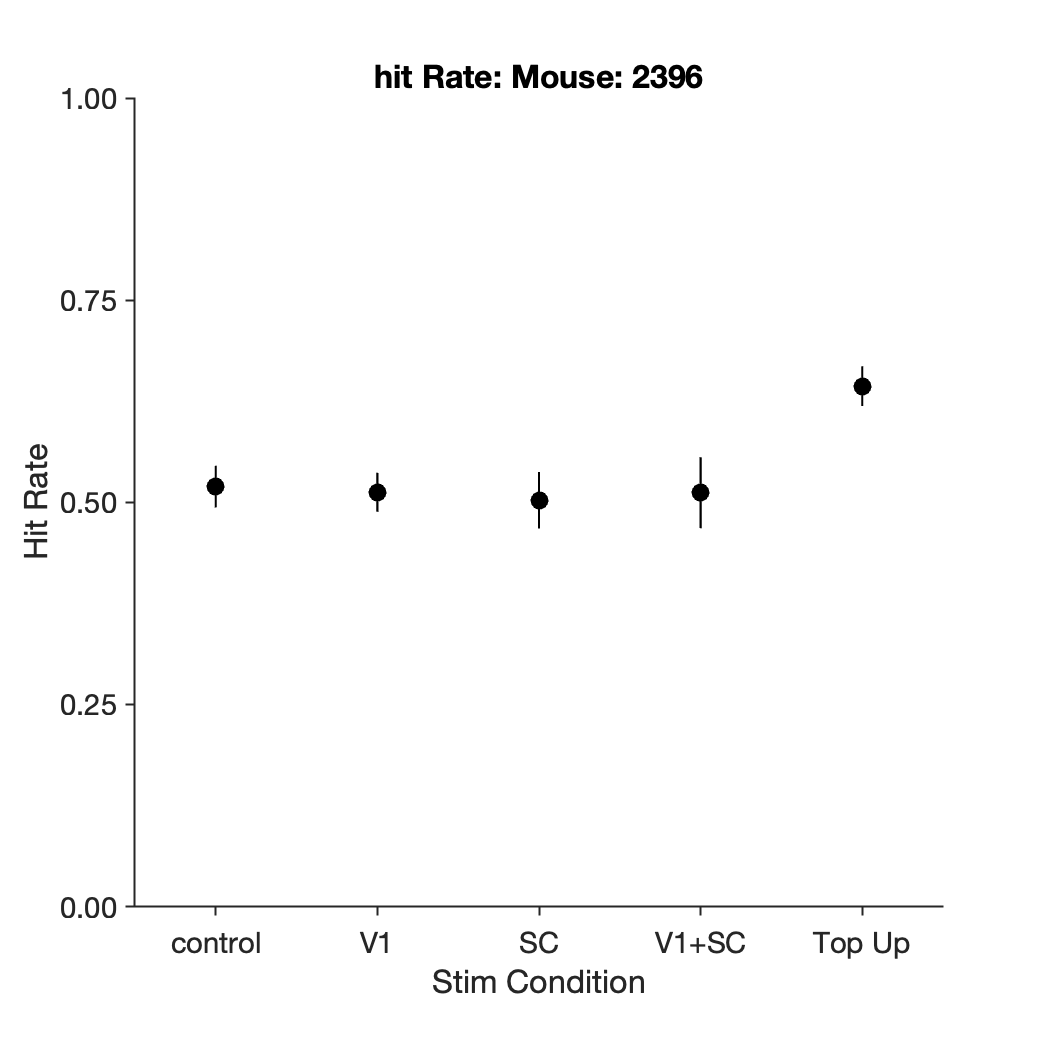 hit Rate: Mouse: 2396
1.00
0.75
0.50
0.25
0.00
Hit Rate
control V1 SC V1+SC Top Up
Stim Condition